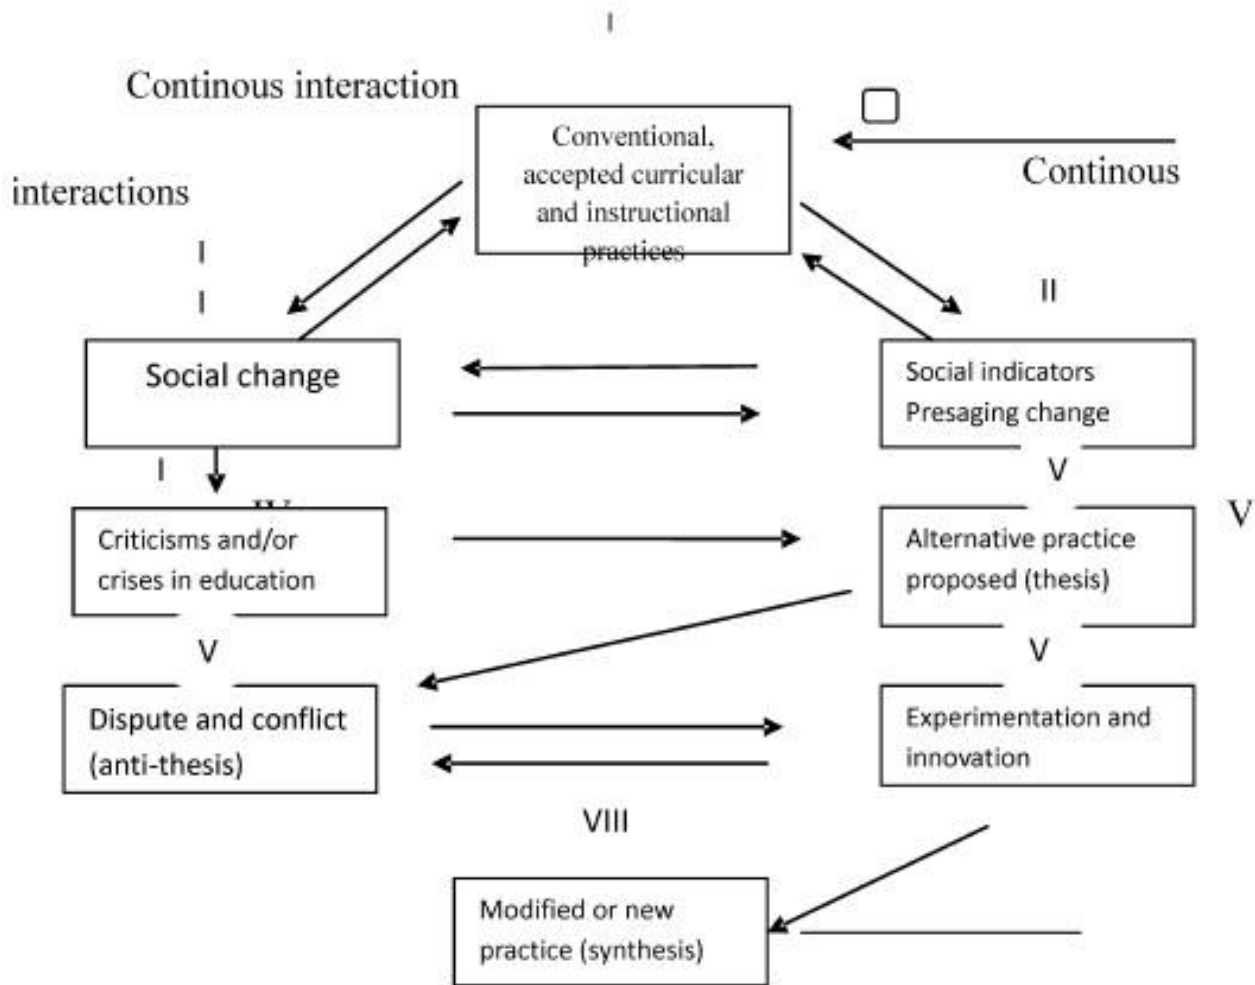 I
Continous interaction
Conventional,
accepted curricular
and instructional
practices
Continous
interactions
I
I
II
Social change
Social indicators
Presaging change
I
V
Criticisms and/or
crises in education
Alternative practice
proposed (thesis)
V
V
V
Dispute and conflict
(anti-thesis)
Experimentation and
innovation
VIII
Modified or new
practice (synthesis)